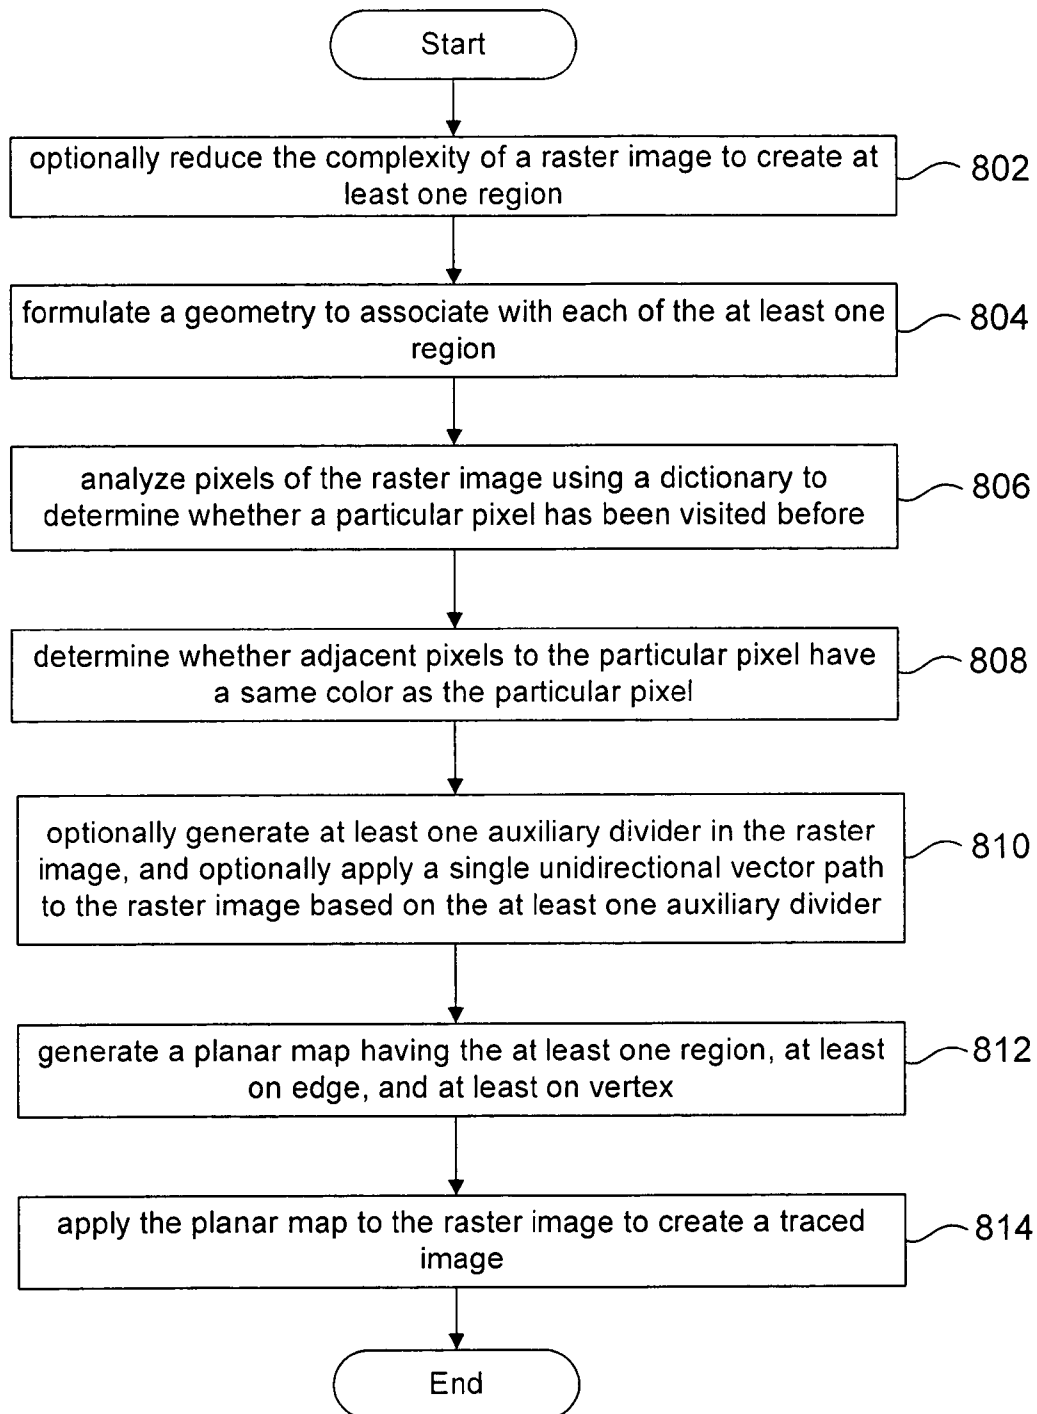 Start
optionally reduce the complexity of a raster image to create at
least one region
802
formulate a geometry to associate with each of the at least one
region
804
analyze pixels of the raster image using a dictionary to
determine whether a particular pixel has been visited before
806
determine whether adjacent pixels to the particular pixel have
a same color as the particular pixel
808
optionally generate at least one auxiliary divider in the raster
image, and optionally apply a single unidirectional vector path
to the raster image based on the at least one auxiliary divider
810
generate a planar map having the at least one region, at least
on edge, and at least on vertex
812
apply the planar map to the raster image to create a traced
image
814
End